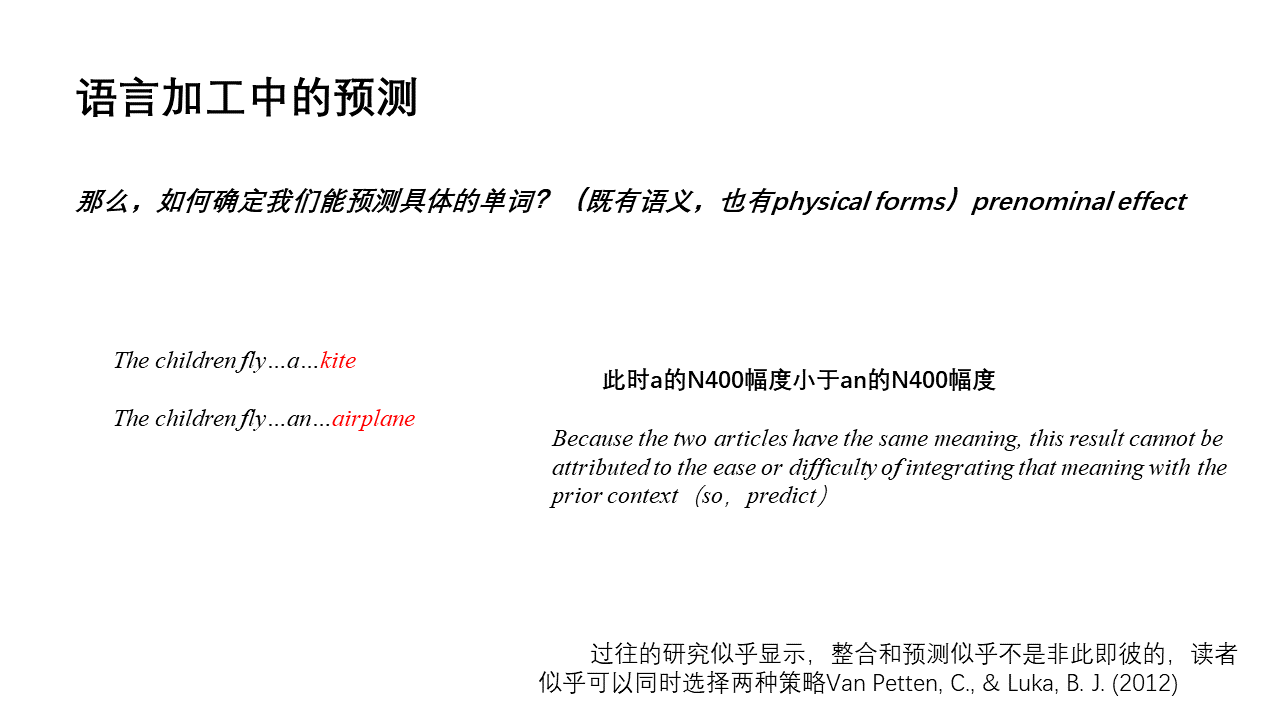 语言加工中的预测
那么，如何确定我们能预测具体的单词？（既有语义，也有physical forms）prenominal effect
The children fly…a…kite
The children fly…an…airplane
此时a的N400幅度小于an的N400幅度
Because the two articles have the same meaning, this result cannot be
attributed to the ease or difficulty of integrating that meaning with the
prior context（so，predict）
过往的研究似乎显示，整合和预测似乎不是非此即彼的，读者
似乎可以同时选择两种策略Van Petten, C., & Luka, B. J. (2012)